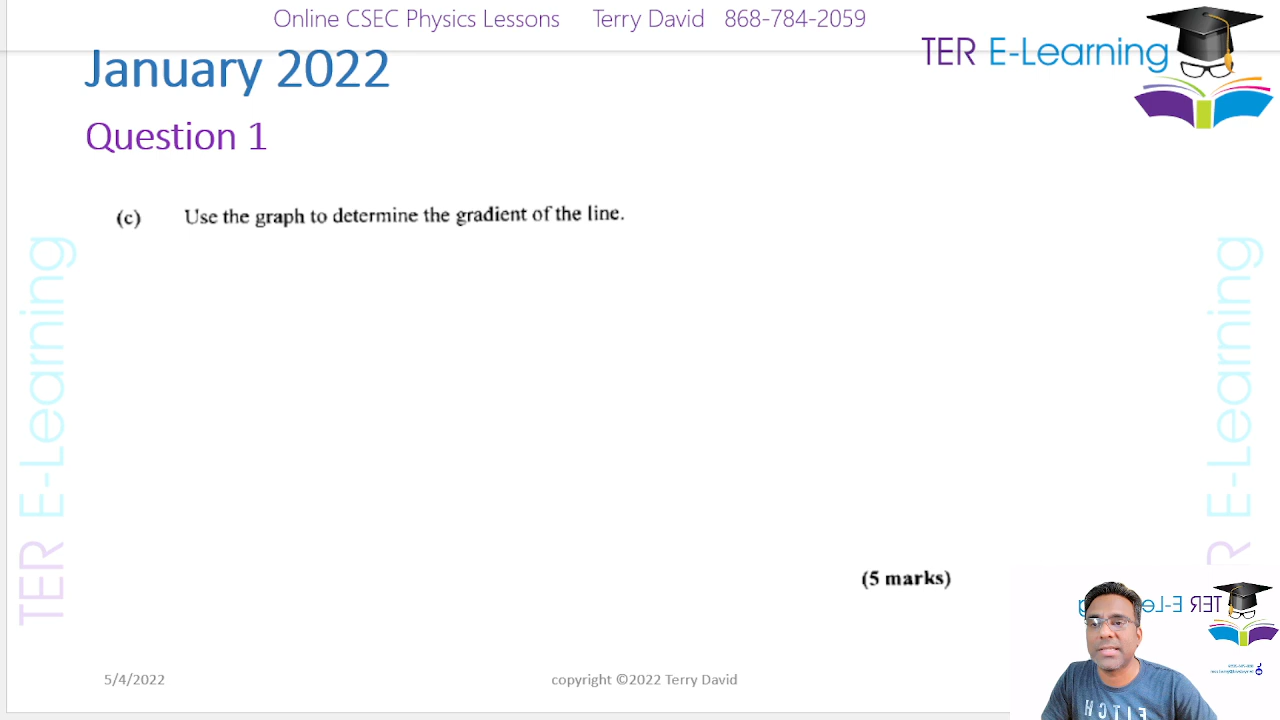 Online CSEC Physics Lessons Terry David 868-784-2059
TER E-Learning
January 2022
Question 1
(c) Use the graph to determine the gradient of the line.
TER E-Learning
R E-Learning
(5 marks)
TER E-Le g
5/4/2022
copyright ©2022 Terry David
FITCH